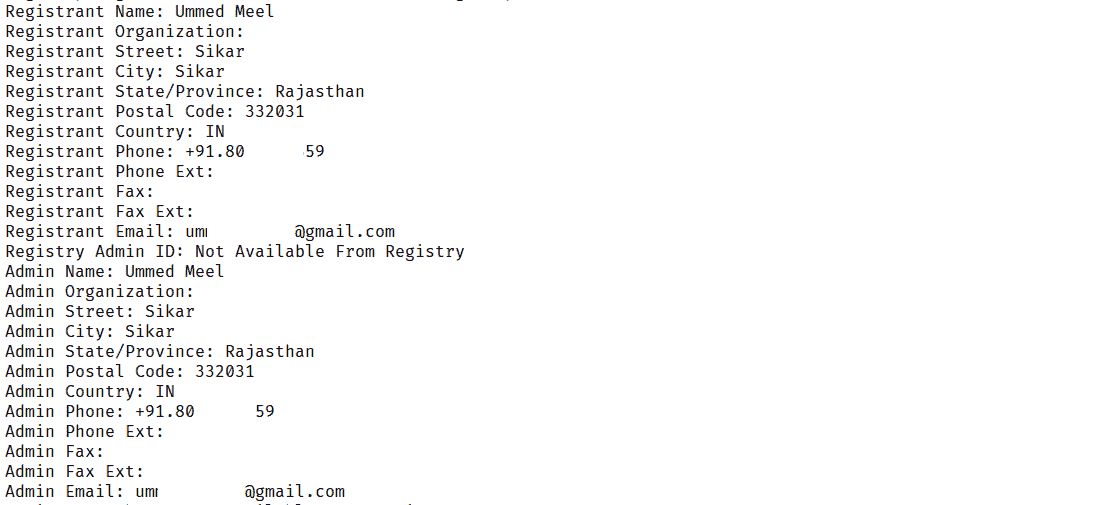 Registrant Name: Ummed Meel
Registrant Organization:
Registrant Street: Sikar
Registrant City: Sikar
Registrant State/Province: Rajasthan
Registrant Postal Code: 332031
Registrant Country: IN
Registrant Phone: +91.80 59
Registrant Phone Ext:
Registrant Fax:
Registrant Fax Ext:
Registrant Email: um @gmail.com
Registry Admin ID: Not Available From Registry
Admin Name: Ummed Meel
Admin Organization:
Admin Street: Sikar
Admin City: Sikar
Admin State/Province: Rajasthan
Admin Postal Code: 332031
Admin Country: IN
Admin Phone: +91.80 59
Admin Phone Ext:
Admin Fax:
Admin Fax Ext:
Admin Email: um @gmail.com